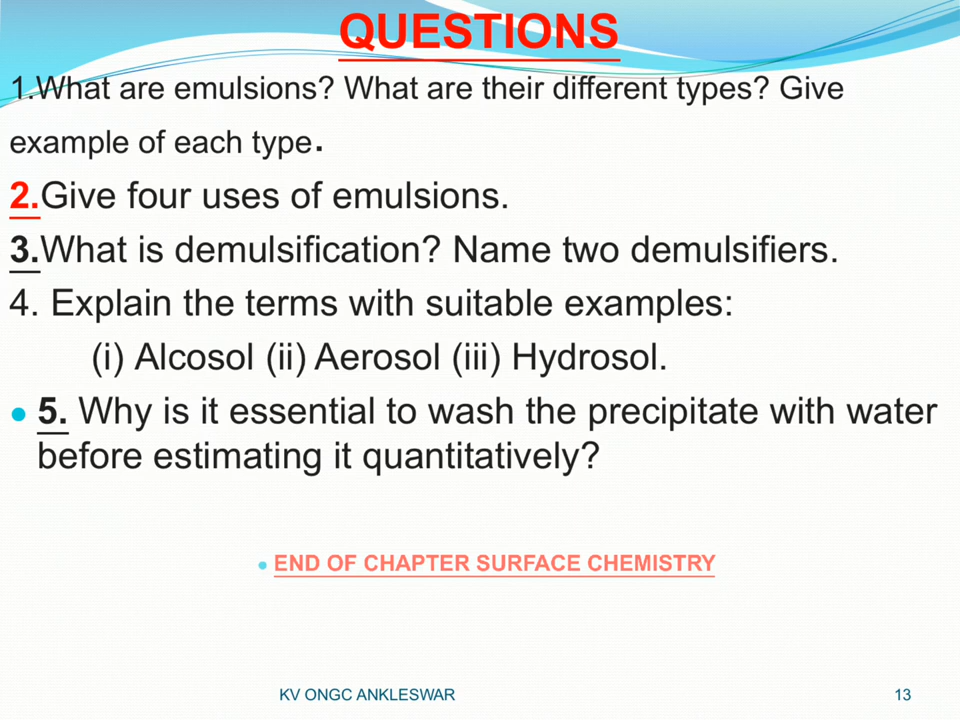 QUESTIONS
1.What are emulsions? What are their different types? Give
example of each type.
2.Give four uses of emulsions.
3.What is demulsification? Name two demulsifiers.
4. Explain the terms with suitable examples:
(i) Alcosol (ii) Aerosol (iii) Hydrosol.
• 5. Why is it essential to wash the precipitate with water
before estimating it quantitatively?
• END OF CHAPTER SURFACE CHEMISTRY
KV ONGC ANKLESWAR 13